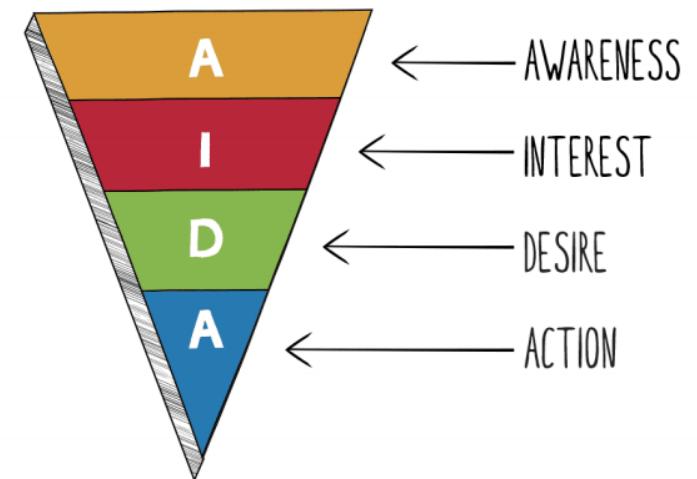 A
AWARENESS
I
INTEREST
D
DESIRE
A
ACTION